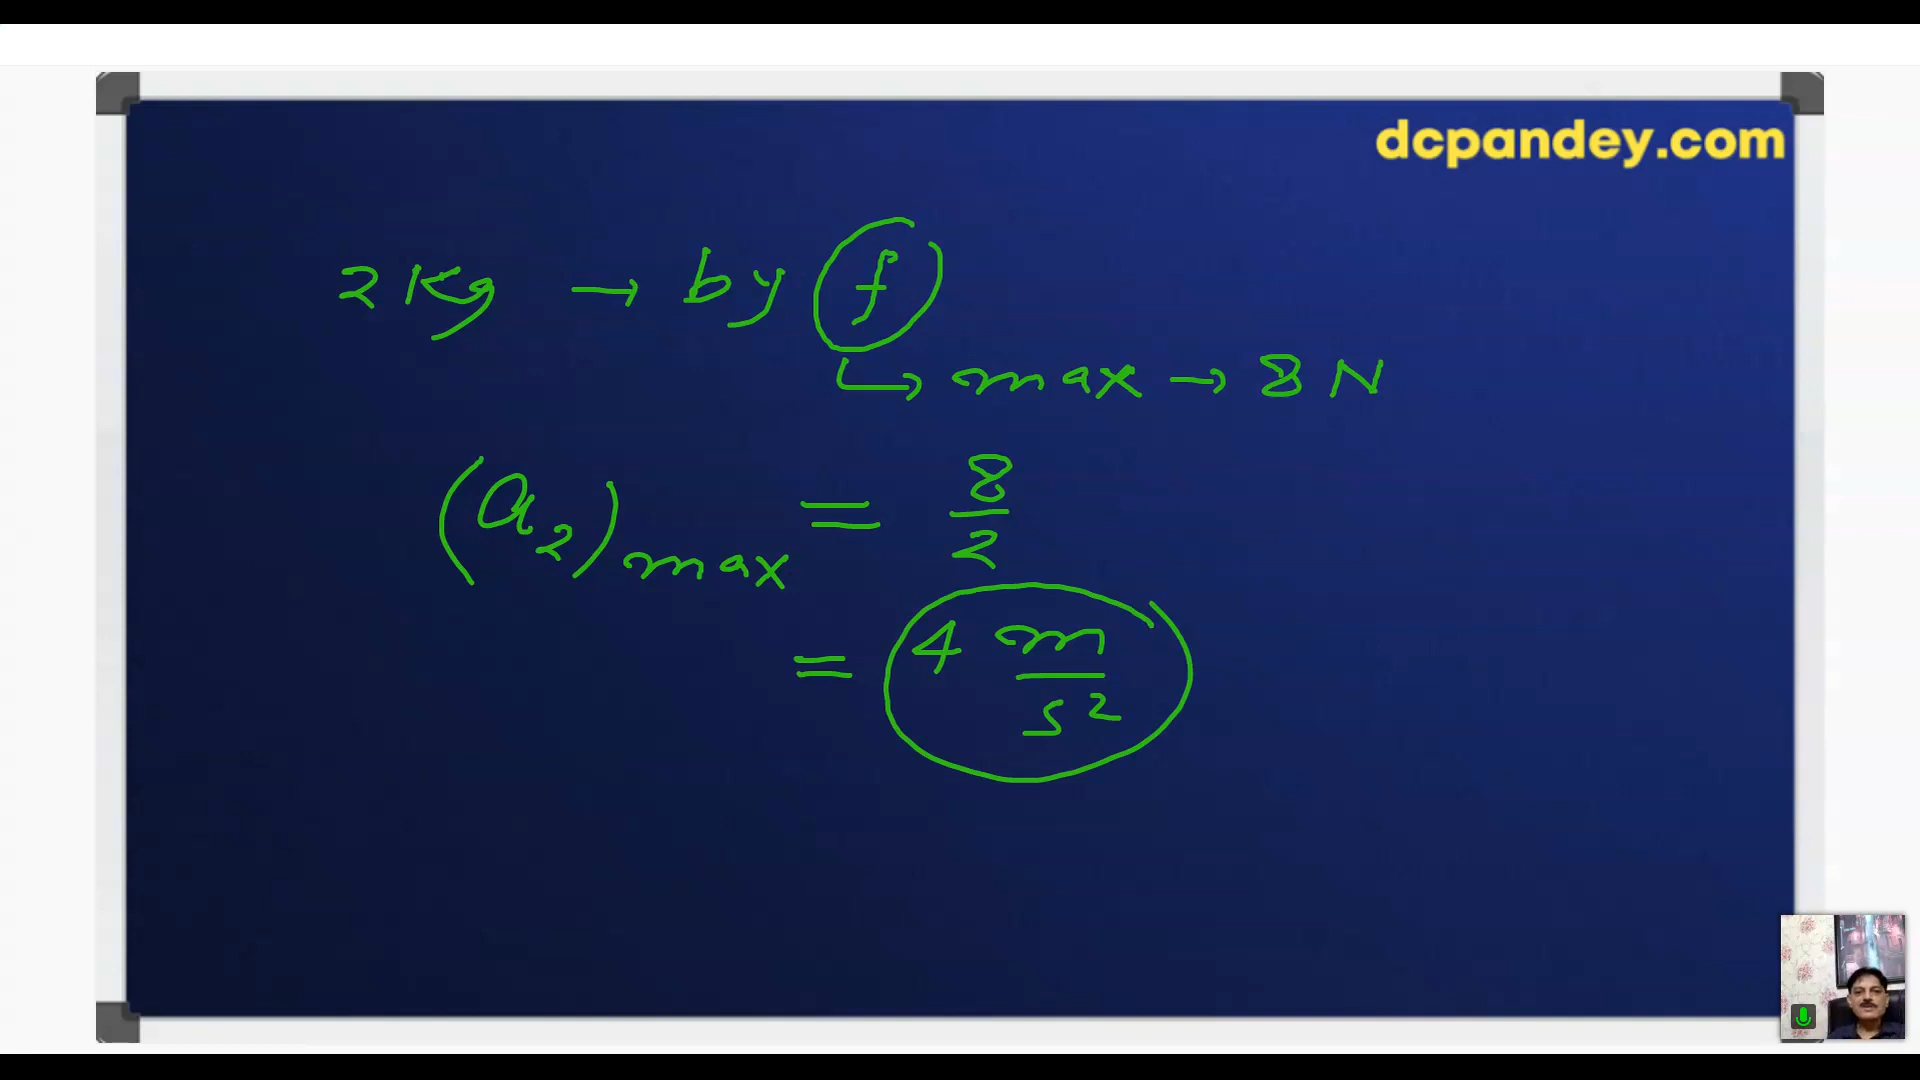 dcpandey.com
2 Kg → by f
↳ max → 8 N
(a₂)max = 8/2
= 4 m/s²